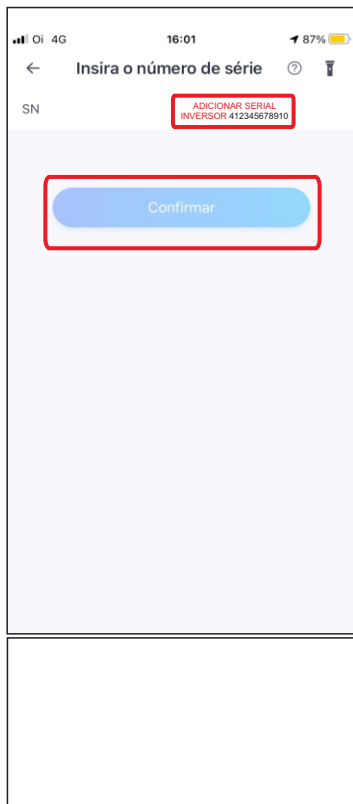 Oi 4G 16:01 87%
Insira o número de série
SN
ADICIONAR SERIAL
INVERSOR 412345678910
Confirmar